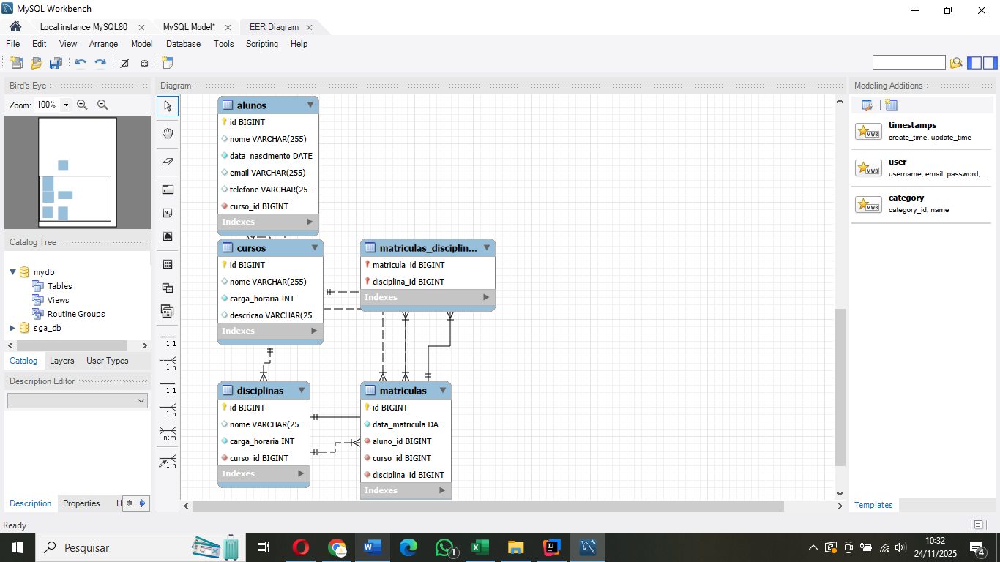 MySQL Workbench
Local instance MySQL80
MySQL Model*
EER Diagram
File Edit View Arrange Model Database Tools Scripting Help
Bird's Eye
Diagram
Modeling Additions
Zoom: 100%
alunos
id BIGINT
nome VARCHAR(255)
data_nascimento DATE
email VARCHAR(255)
telefone VARCHAR(25...
curso_id BIGINT
Indexes
cursos
id BIGINT
nome VARCHAR(255)
carga_horaria INT
descricao VARCHAR(25...
Indexes
matriculas_disciplin...
matricula_id BIGINT
disciplina_id BIGINT
Indexes
disciplinas
id BIGINT
nome VARCHAR(25...
carga_horaria INT
curso_id BIGINT
Indexes
matriculas
id BIGINT
data_matricula DA...
aluno_id BIGINT
curso_id BIGINT
disciplina_id BIGINT
Indexes
1:1
1:n
1:1
1:n
n:m
1:n
timestamps
create_time, update_time
user
username, email, password, ...
category
category_id, name
Templates
Catalog Tree
mydb
Tables
Views
Routine Groups
sga_db
Catalog Layers User Types
Description Editor
Description Properties H
Ready
Pesquisar
1
10:32
24/11/2025
4